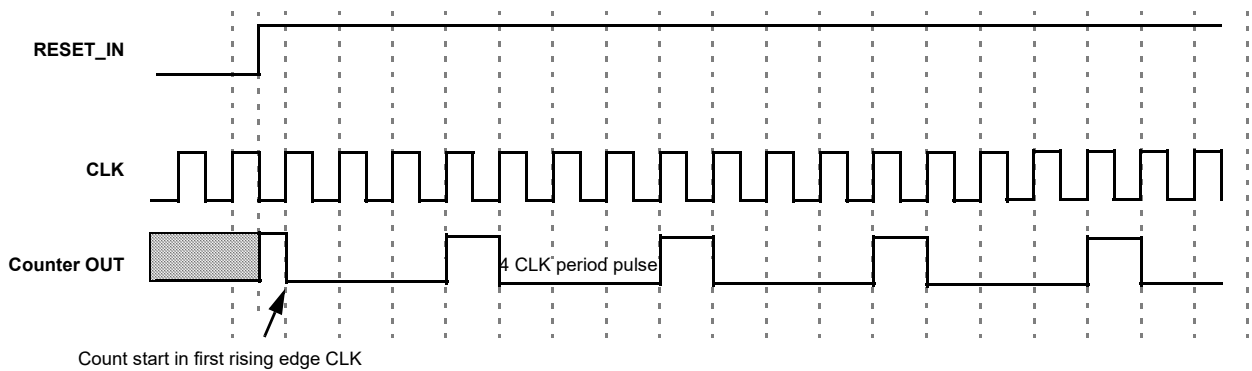 RESET_IN
CLK
Counter OUT
4 CLK period pulse
Count start in first rising edge CLK